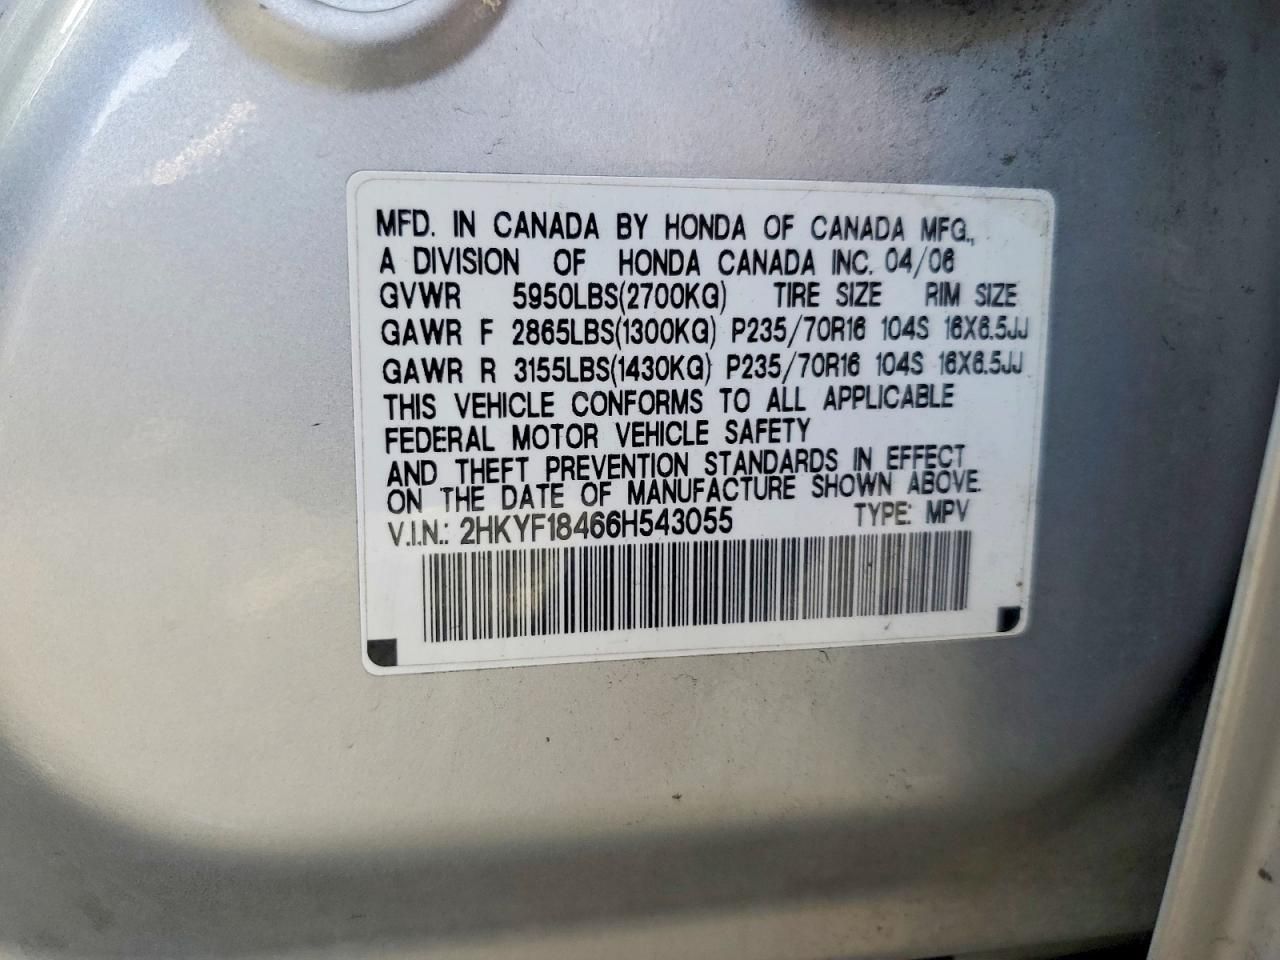 MFD. IN CANADA BY HONDA OF CANADA MFG.,
A DIVISION OF HONDA CANADA INC. 04/06
GVWR 5950LBS(2700KG) TIRE SIZE RIM SIZE
GAWR F 2865LBS(1300KG) P235/70R16 104S 16X6.5JJ
GAWR R 3155LBS(1430KG) P235/70R16 104S 16X6.5JJ
THIS VEHICLE CONFORMS TO ALL APPLICABLE
FEDERAL MOTOR VEHICLE SAFETY
AND THEFT PREVENTION STANDARDS IN EFFECT
ON THE DATE OF MANUFACTURE SHOWN ABOVE.
V.I.N.: 2HKYF18466H543055 TYPE: MPV